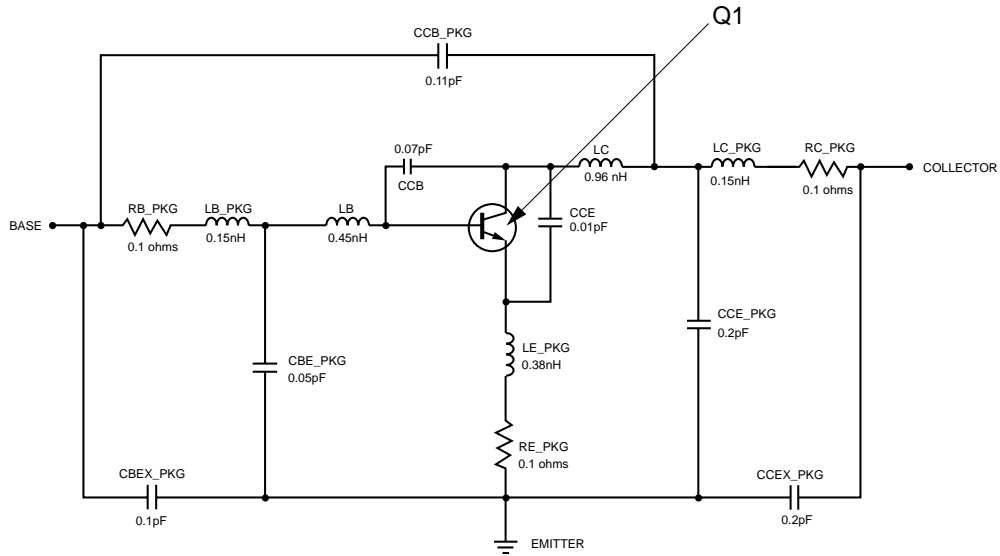 Q1
CCB_PKG
0.11pF
0.07pF
CCB
LC
0.96 nH
LC_PKG
0.15nH
RC_PKG
0.1 ohms
COLLECTOR
BASE
RB_PKG
0.1 ohms
LB_PKG
0.15nH
LB
0.45nH
CCE
0.01pF
CCE_PKG
0.2pF
LE_PKG
0.38nH
CBE_PKG
0.05pF
RE_PKG
0.1 ohms
CBEX_PKG
0.1pF
CCEX_PKG
0.2pF
EMITTER